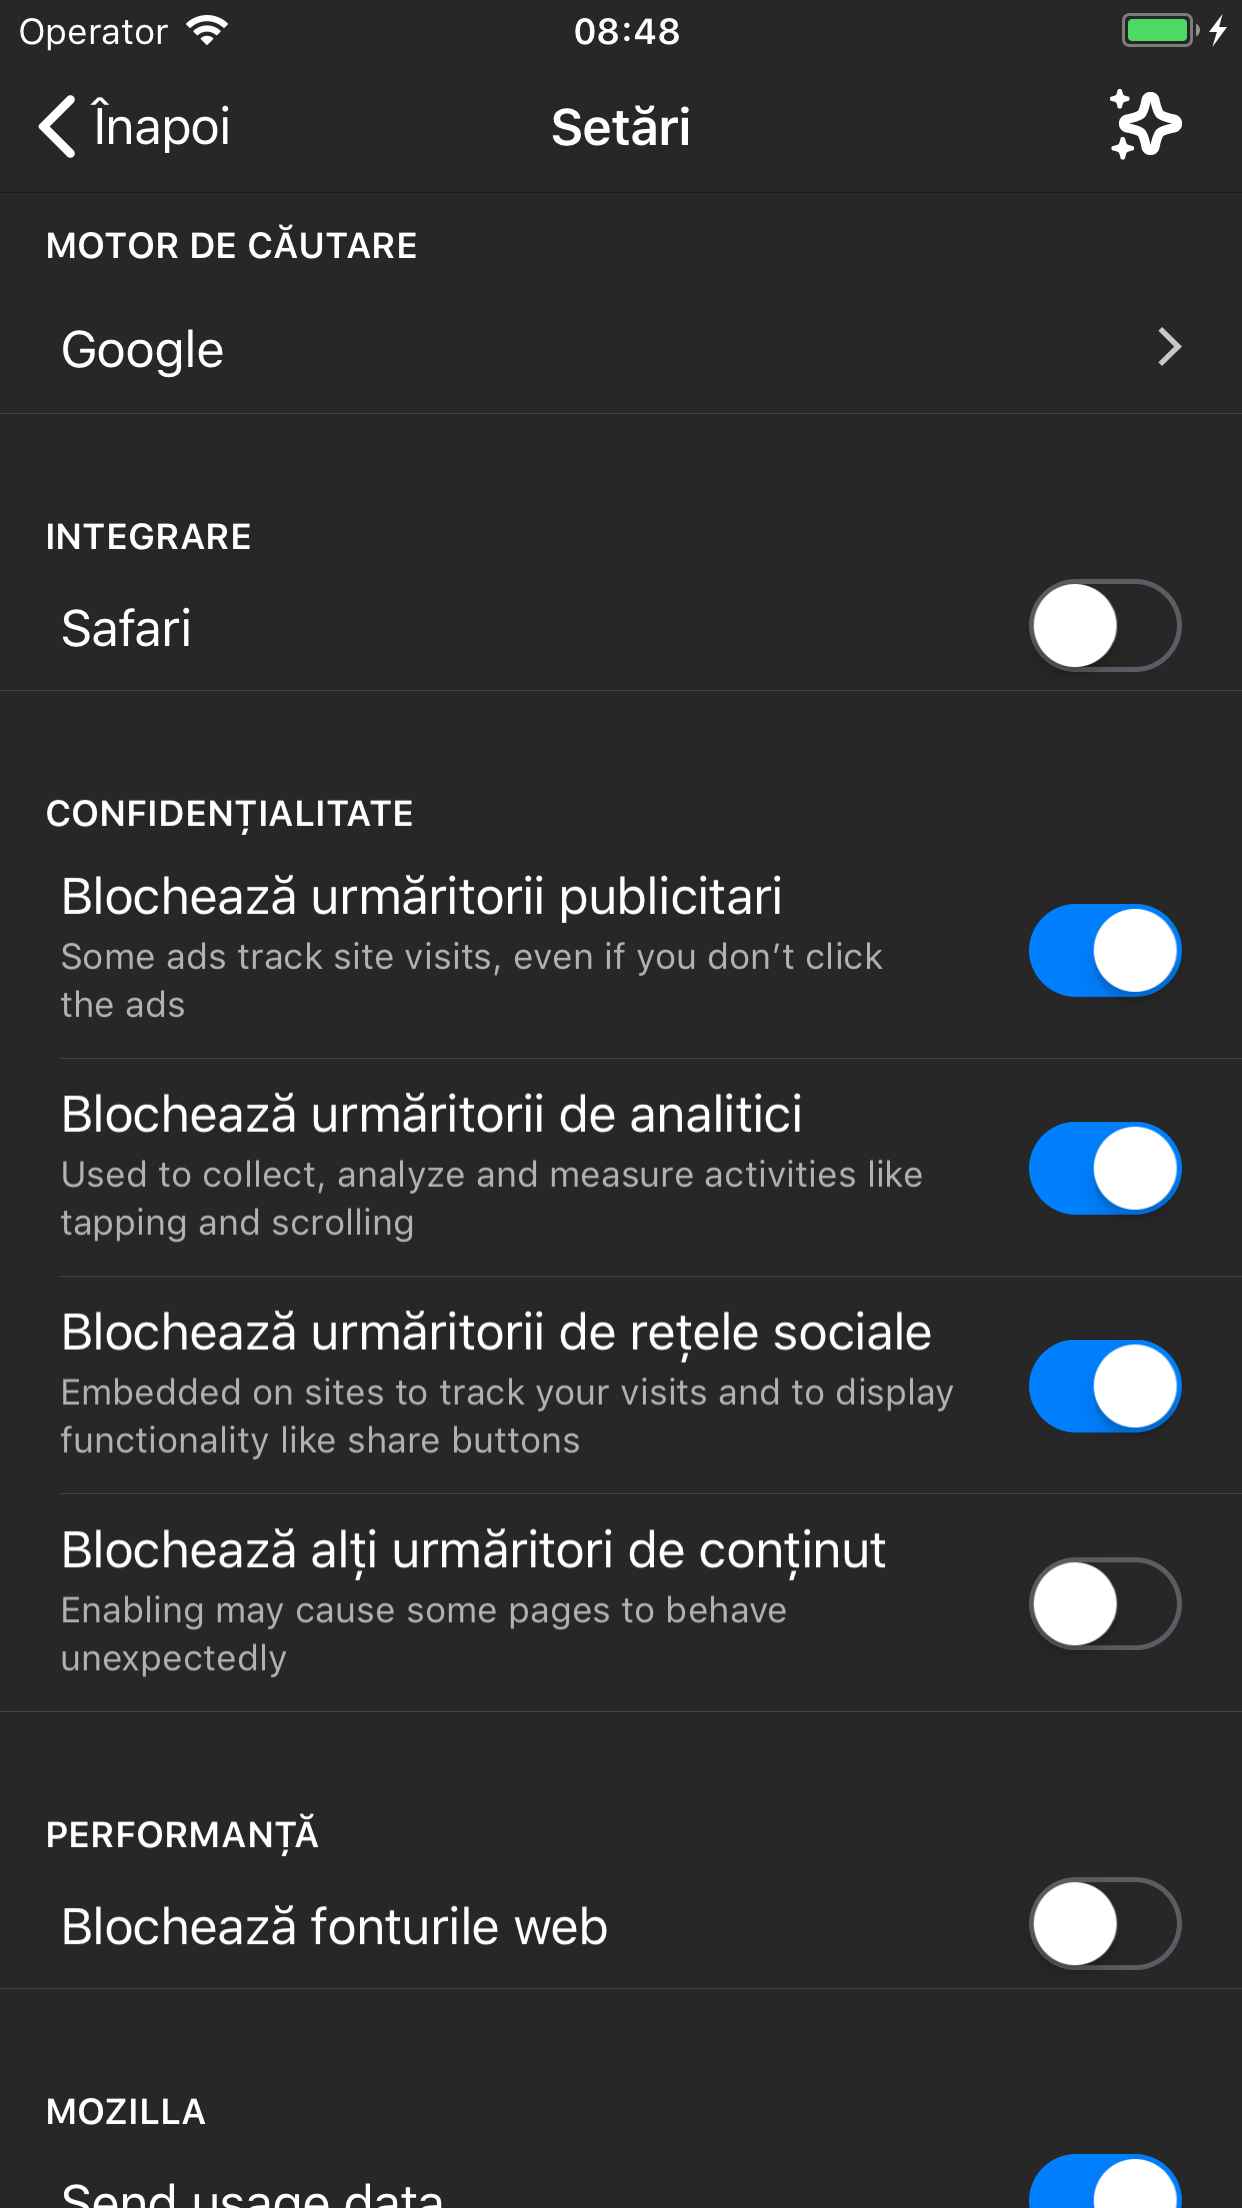 Operator
08:48
Înapoi
Setări
MOTOR DE CĂUTARE
Google
INTEGRARE
Safari
CONFIDENȚIALITATE
Blochează urmăritorii publicitari
Some ads track site visits, even if you don’t click
the ads
Blochează urmăritorii de analitici
Used to collect, analyze and measure activities like
tapping and scrolling
Blochează urmăritorii de rețele sociale
Embedded on sites to track your visits and to display
functionality like share buttons
Blochează alți urmăritori de conținut
Enabling may cause some pages to behave
unexpectedly
PERFORMANȚĂ
Blochează fonturile web
MOZILLA
Send usage data